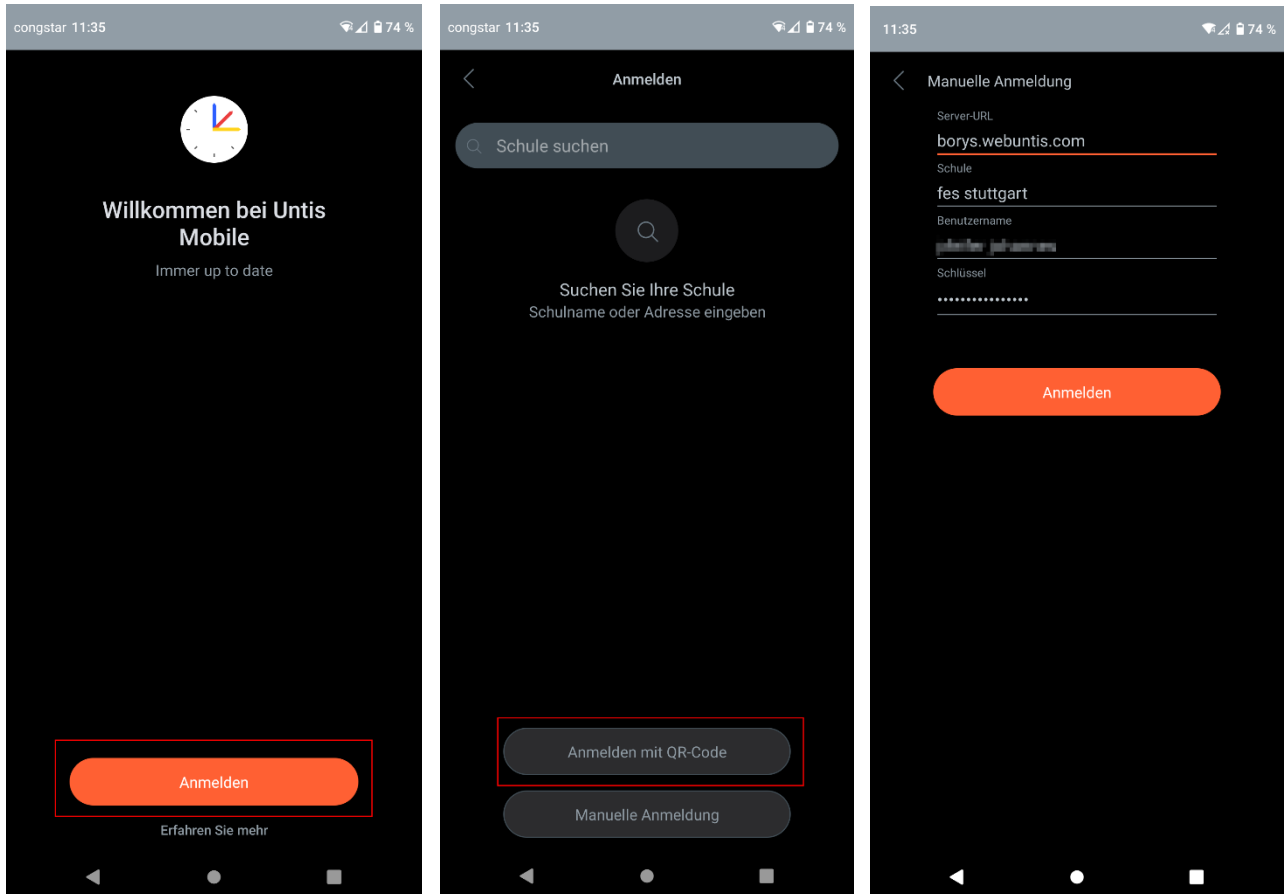 congstar 11:35
74 %
Willkommen bei Untis
Mobile
Immer up to date
Anmelden
Erfahren Sie mehr
congstar 11:35
74 %
Anmelden
Schule suchen
Suchen Sie Ihre Schule
Schulname oder Adresse eingeben
Anmelden mit QR-Code
Manuelle Anmeldung
11:35
74 %
Manuelle Anmeldung
Server-URL
borys.webuntis.com
Schule
fes stuttgart
Benutzername
Schlüssel
••••••••••••••••
Anmelden